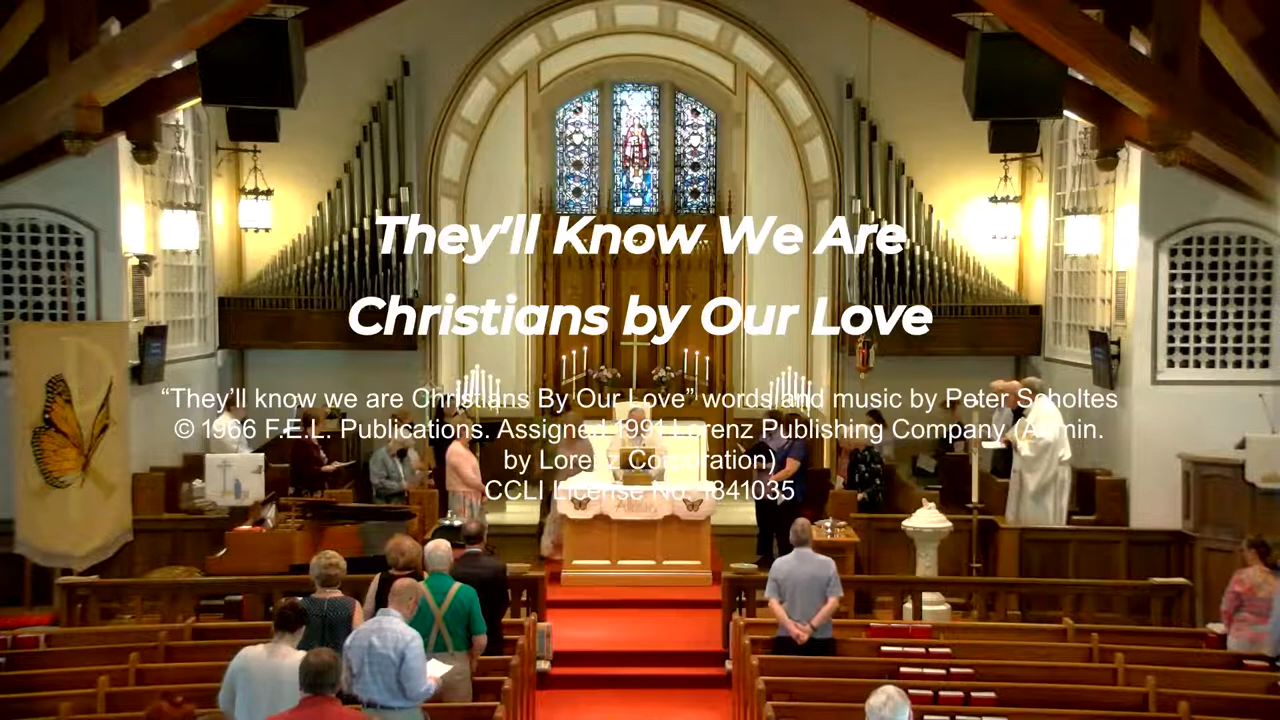 They'll Know We Are
Christians by Our Love
“They’ll know we are Christians By Our Love” words and music by Peter Scholtes
© 1966 F.E.L. Publications. Assigned 1991 Lorenz Publishing Company (Admin.
by Lorenz Corporation)
CCLI License No. 1841035
Alleluia